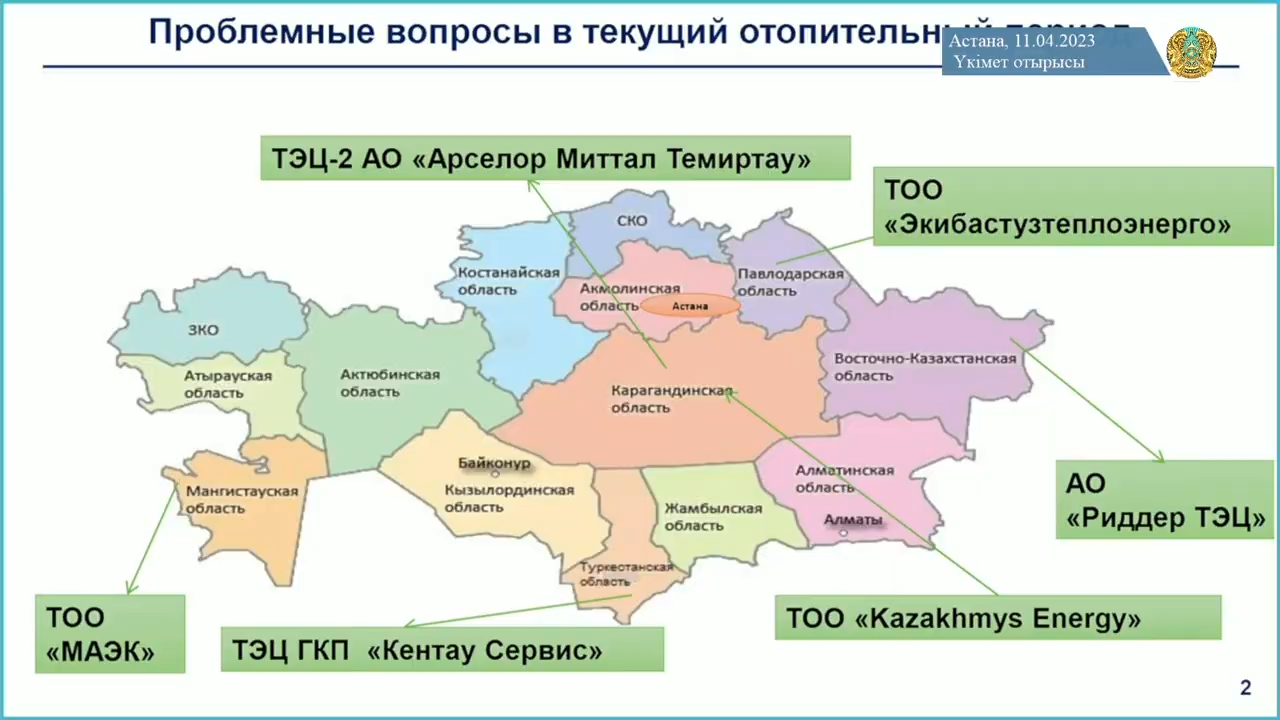 Проблемные вопросы в текущий отопительный период
Астана, 11.04.2023
Үкімет отырысы
ТЭЦ-2 АО «Арселор Миттал Темиртау»
ТОО
«Экибастузтеплоэнерго»
СКО
Костанайская
область
Акмолинская
область
Астана
Павлодарская
область
ЗКО
Атырауская
область
Актюбинская
область
Карагандинская
область
Восточно-Казахстанская
область
Байконур
Кызылординская
область
Мангистауская
область
Жамбылская
область
Алматинская
область
Алматы
Туркестанская
область
АО
«Риддер ТЭЦ»
ТОО
«МАЭК»
ТЭЦ ГКП «Кентау Сервис»
ТОО «Kazakhmys Energy»
2